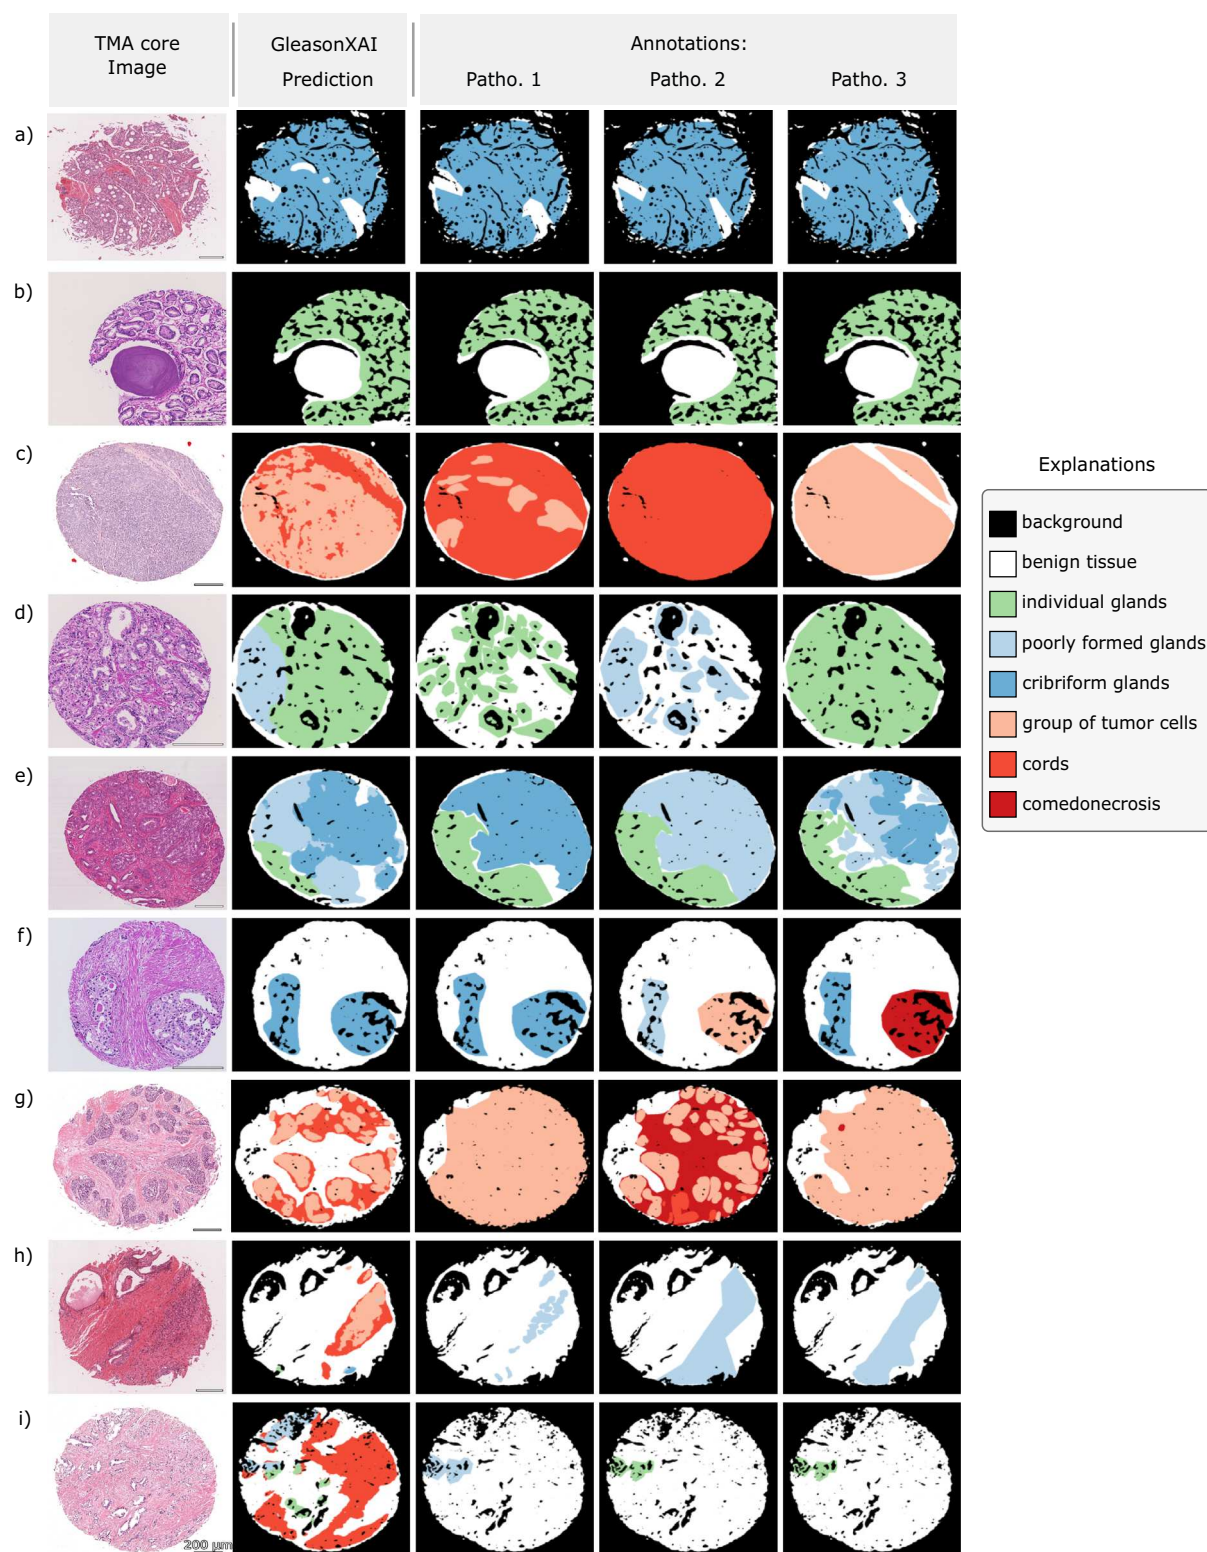 TMA core
Image
GleasonXAI
Prediction
Annotations:
Patho. 1
Patho. 2
Patho. 3
a)
b)
c)
d)
e)
f)
g)
h)
i)
200 µm
Explanations
background
benign tissue
individual glands
poorly formed glands
cribriform glands
group of tumor cells
cords
comedonecrosis